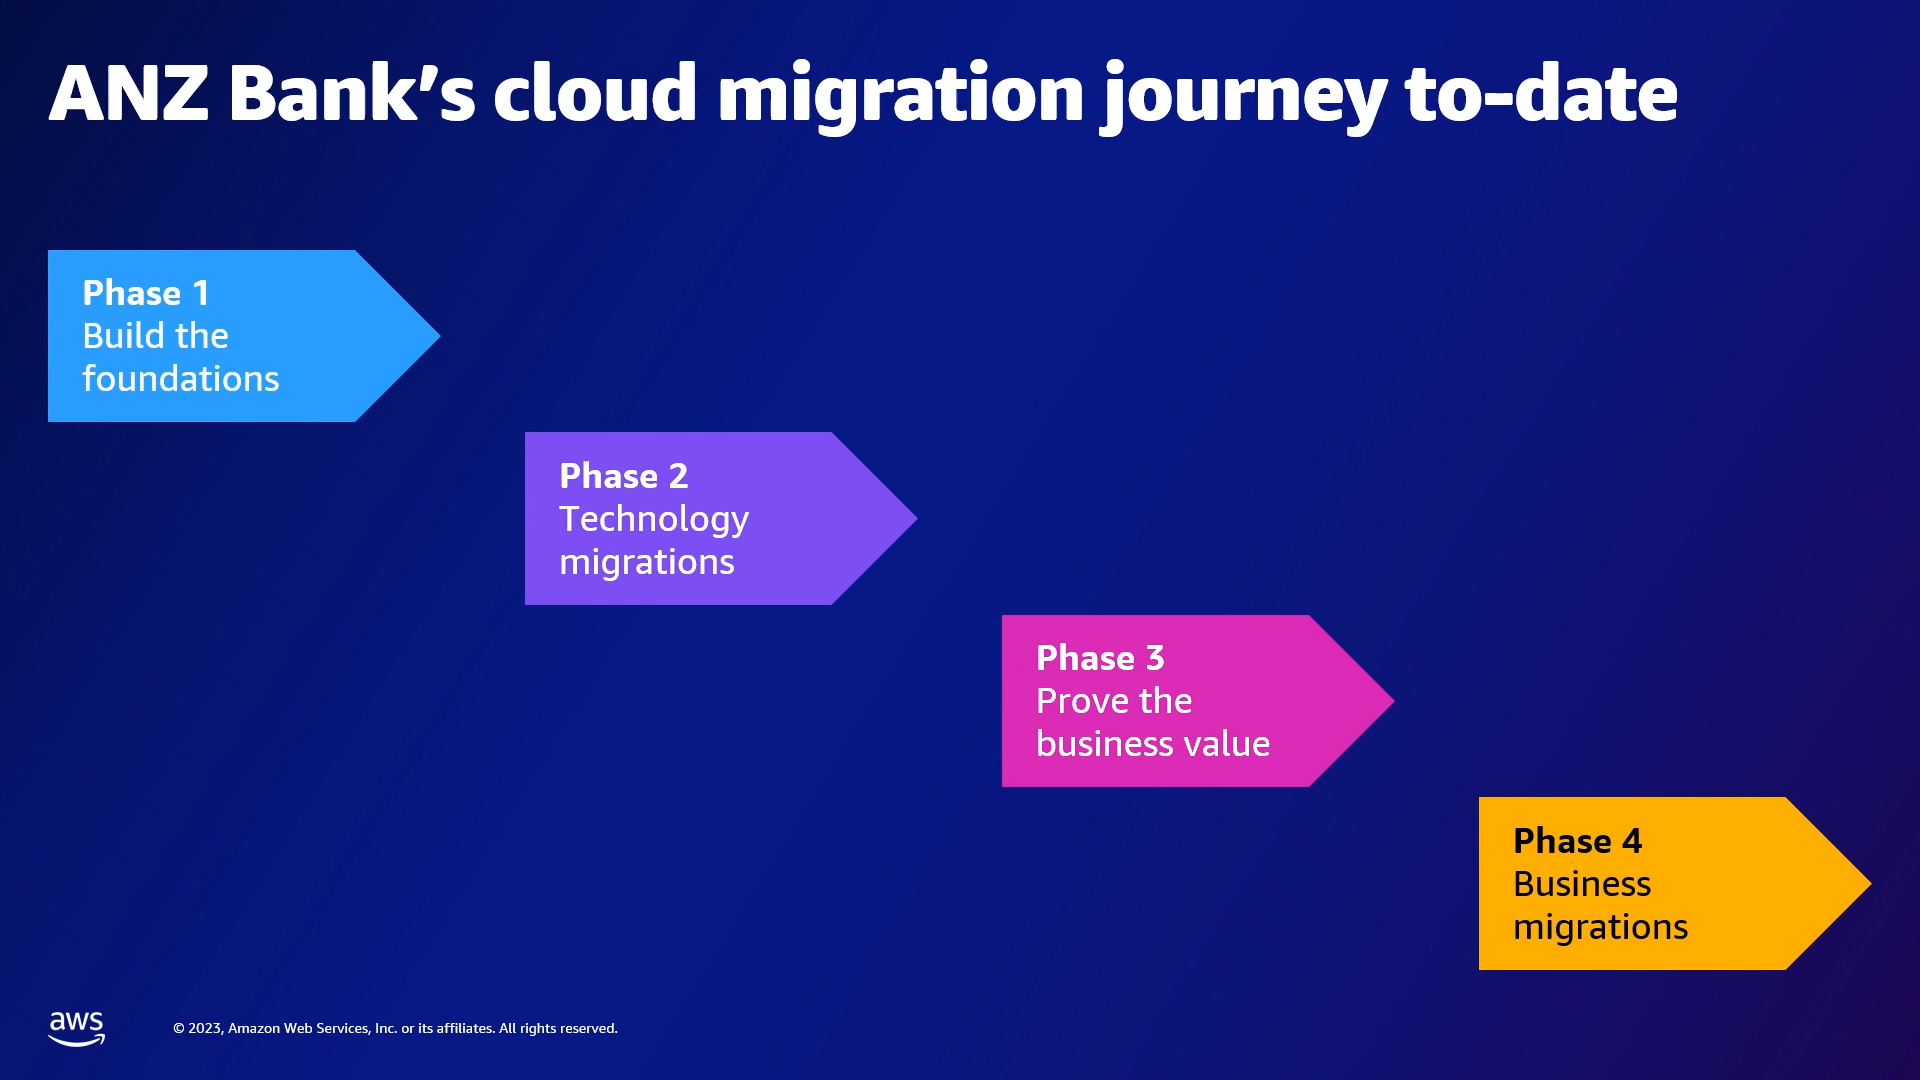 ANZ Bank’s cloud migration journey to-date
Phase 1
Build the
foundations
Phase 2
Technology
migrations
Phase 3
Prove the
business value
Phase 4
Business
migrations
aws
© 2023, Amazon Web Services, Inc. or its affiliates. All rights reserved.